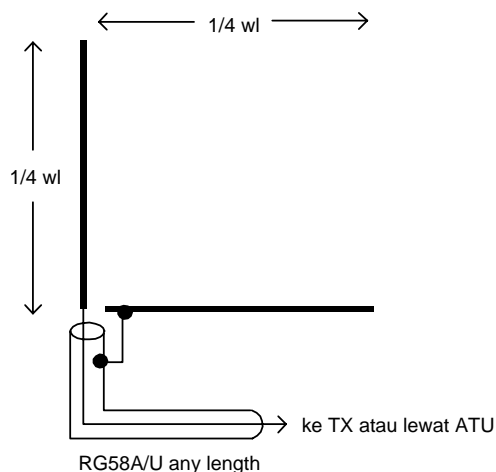 1/4 wl
1/4 wl
ke TX atau lewat ATU
RG58A/U any length